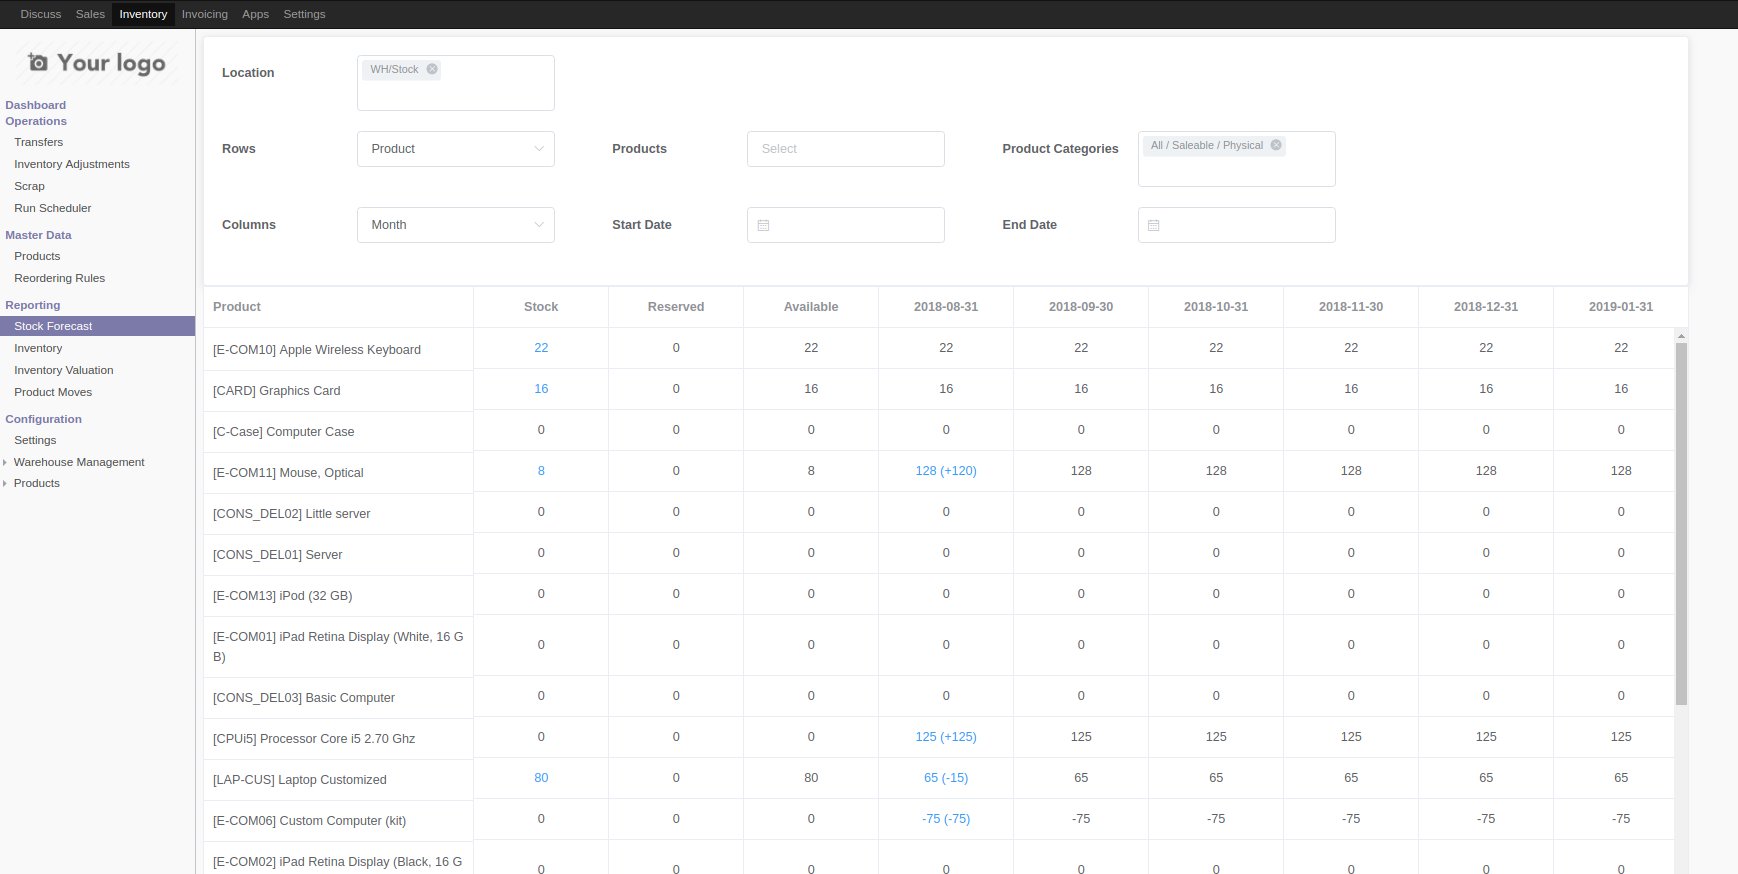 Discuss Sales Inventory Invoicing Apps Settings
Your logo
Dashboard
Operations
Transfers
Inventory Adjustments
Scrap
Run Scheduler
Master Data
Products
Reordering Rules
Reporting
Stock Forecast
Inventory
Inventory Valuation
Product Moves
Configuration
Settings
Warehouse Management
Products
Location WH/Stock
Rows Product Products Select Product Categories All / Saleable / Physical
Columns Month Start Date End Date
Product Stock Reserved Available 2018-08-31 2018-09-30 2018-10-31 2018-11-30 2018-12-31 2019-01-31
[E-COM10] Apple Wireless Keyboard 22 0 22 22 22 22 22 22 22
[CARD] Graphics Card 16 0 16 16 16 16 16 16 16
[C-Case] Computer Case 0 0 0 0 0 0 0 0 0
[E-COM11] Mouse, Optical 8 0 8 128 (+120) 128 128 128 128 128
[CONS_DEL02] Little server 0 0 0 0 0 0 0 0 0
[CONS_DEL01] Server 0 0 0 0 0 0 0 0 0
[E-COM13] iPod (32 GB) 0 0 0 0 0 0 0 0 0
[E-COM01] iPad Retina Display (White, 16 G
B) 0 0 0 0 0 0 0 0 0
[CONS_DEL03] Basic Computer 0 0 0 0 0 0 0 0 0
[CPUi5] Processor Core i5 2.70 Ghz 0 0 0 125 (+125) 125 125 125 125 125
[LAP-CUS] Laptop Customized 80 0 80 65 (-15) 65 65 65 65 65
[E-COM06] Custom Computer (kit) 0 0 0 -75 (-75) -75 -75 -75 -75 -75
[E-COM02] iPad Retina Display (Black, 16 G 0 0 0 0 0 0 0 0 0